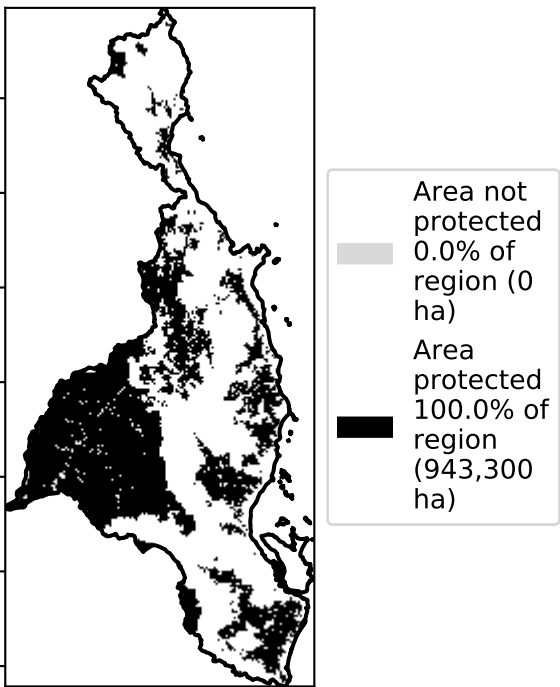 Area not
protected
0.0% of
region (0
ha)
Area
protected
100.0% of
region
(943,300
ha)